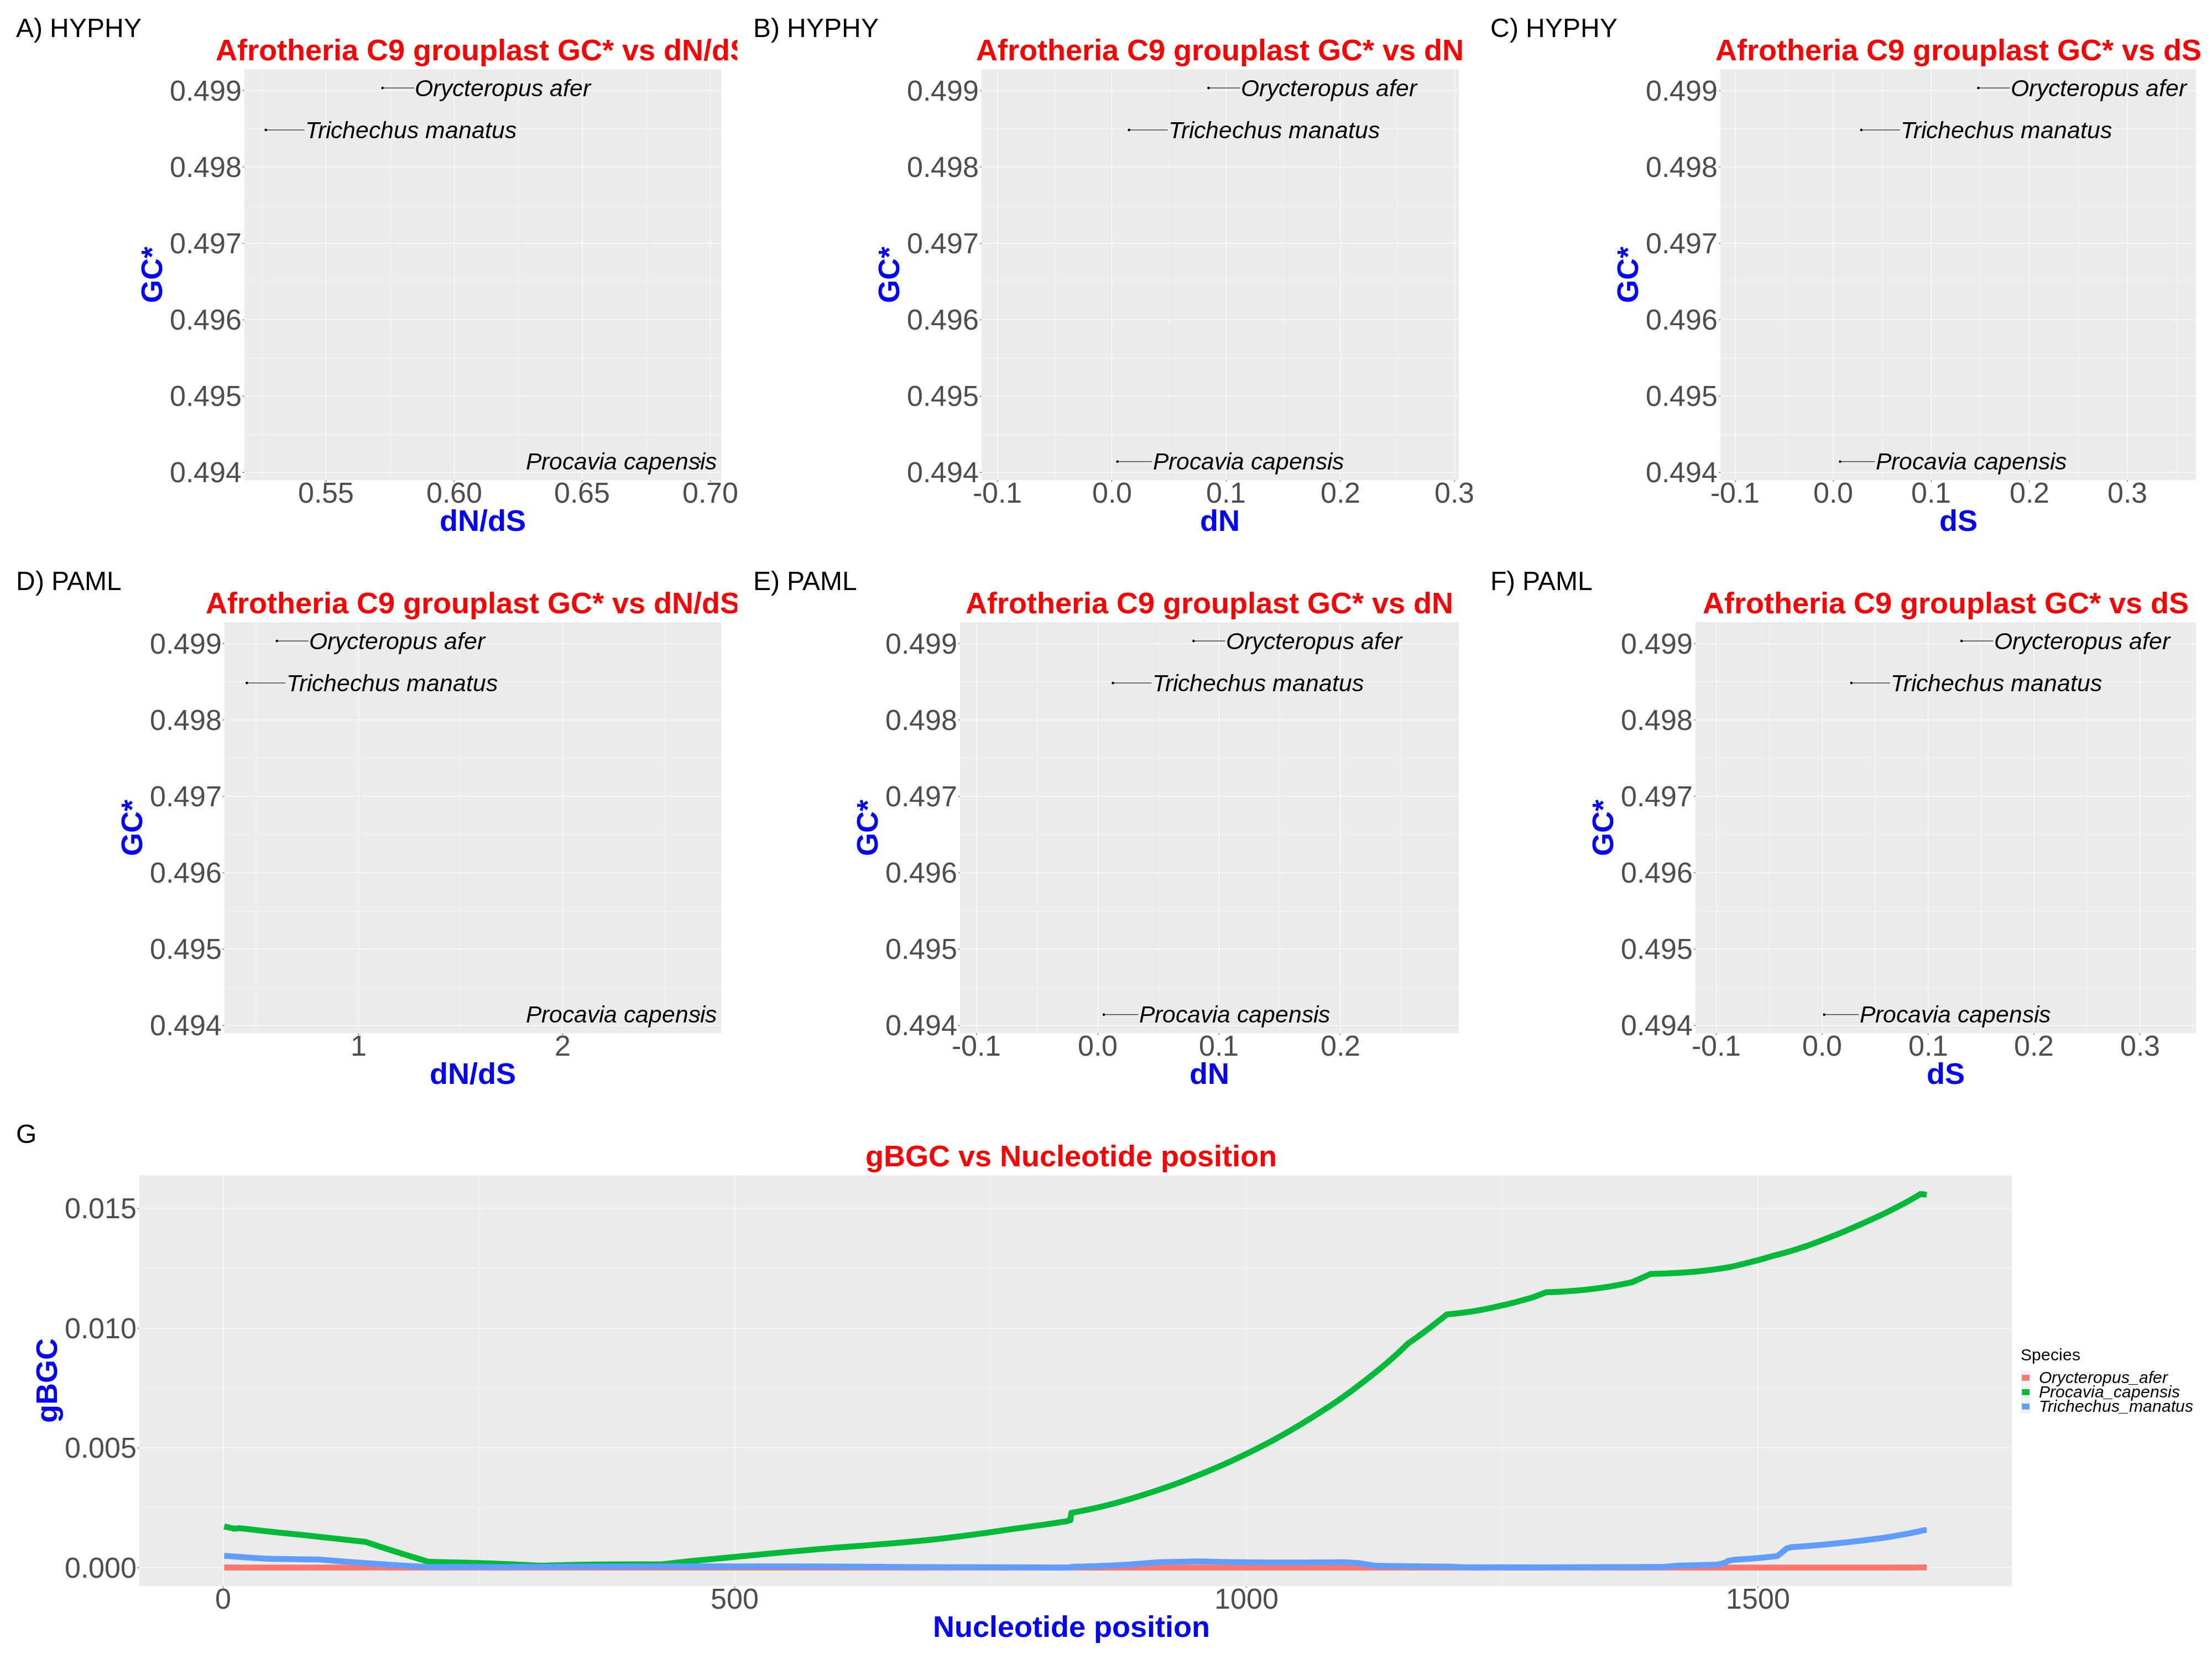 A) HYPHY
Afrotheria C9 grouplast GC* vs dN/dS
0.499
0.498
0.497
0.496
0.495
0.494
GC*
Orycteropus afer
Trichechus manatus
Procavia capensis
0.55 0.60 0.65 0.70
dN/dS
B) HYPHY
Afrotheria C9 grouplast GC* vs dN
0.499
0.498
0.497
0.496
0.495
0.494
GC*
Orycteropus afer
Trichechus manatus
Procavia capensis
-0.1 0.0 0.1 0.2 0.3
dN
C) HYPHY
Afrotheria C9 grouplast GC* vs dS
0.499
0.498
0.497
0.496
0.495
0.494
GC*
Orycteropus afer
Trichechus manatus
Procavia capensis
-0.1 0.0 0.1 0.2 0.3
dS
D) PAML
Afrotheria C9 grouplast GC* vs dN/dS
0.499
0.498
0.497
0.496
0.495
0.494
GC*
Orycteropus afer
Trichechus manatus
Procavia capensis
1 2
dN/dS
E) PAML
Afrotheria C9 grouplast GC* vs dN
0.499
0.498
0.497
0.496
0.495
0.494
GC*
Orycteropus afer
Trichechus manatus
Procavia capensis
-0.1 0.0 0.1 0.2
dN
F) PAML
Afrotheria C9 grouplast GC* vs dS
0.499
0.498
0.497
0.496
0.495
0.494
GC*
Orycteropus afer
Trichechus manatus
Procavia capensis
-0.1 0.0 0.1 0.2 0.3
dS
G
gBGC vs Nucleotide position
0.015
0.010
0.005
0.000
gBGC
0 500 1000 1500
Nucleotide position
Species
Orycteropus_afer
Procavia_capensis
Trichechus_manatus